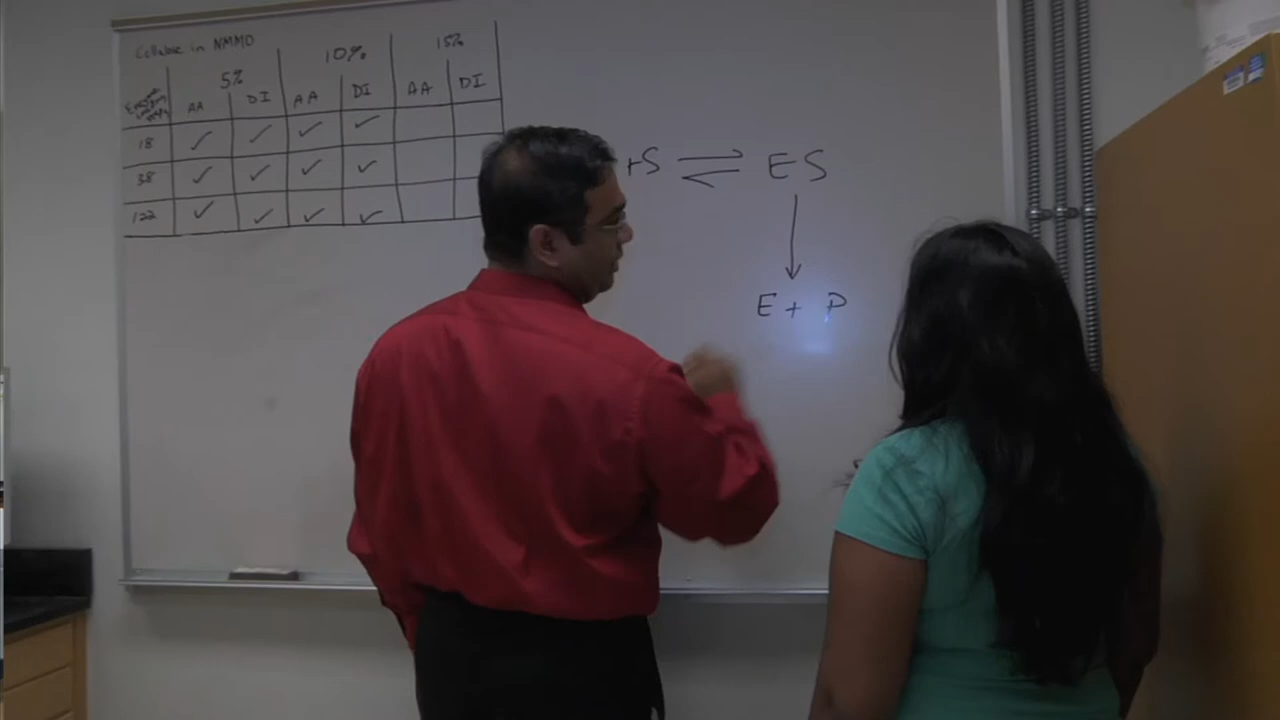 Cellulose in NMMO
5% 10% 15%
AA DI AA DI AA DI
18 ✓ ✓ ✓ ✓
38 ✓ ✓ ✓ ✓
122 ✓ ✓ ✓ ✓
+S ⇌ ES
↓
E + P